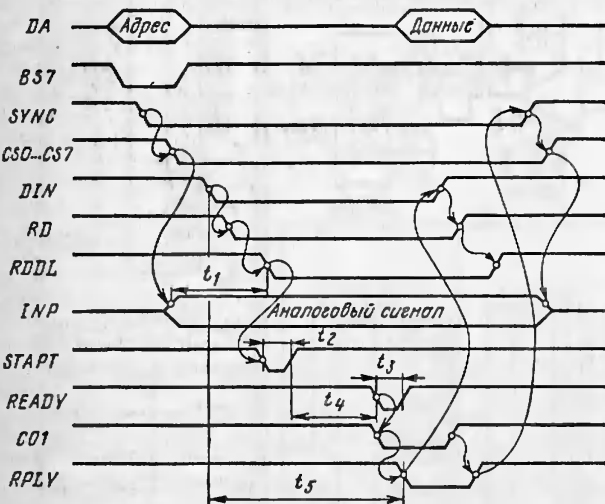 DA Адрес Данные
BS7
SYNC
CS0...CS7
DIN
RD
RDDL
t1
INP Аналоговый сигнал
t2
STAPT
t3
READY
t4
CO1
RPLY
t5